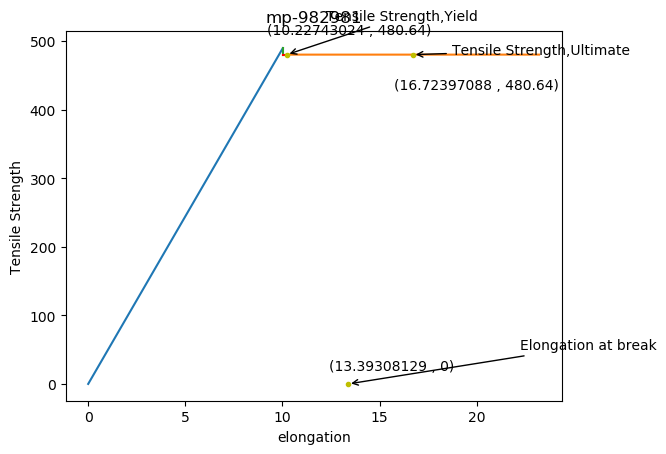 mp-982981
Tensile Strength,Yield
(10.22743024 , 480.64)
Tensile Strength,Ultimate
(16.72397088 , 480.64)
Elongation at break
(13.39308129 , 0)
Tensile Strength
500
400
300
200
100
0
0
5
10
15
20
elongation